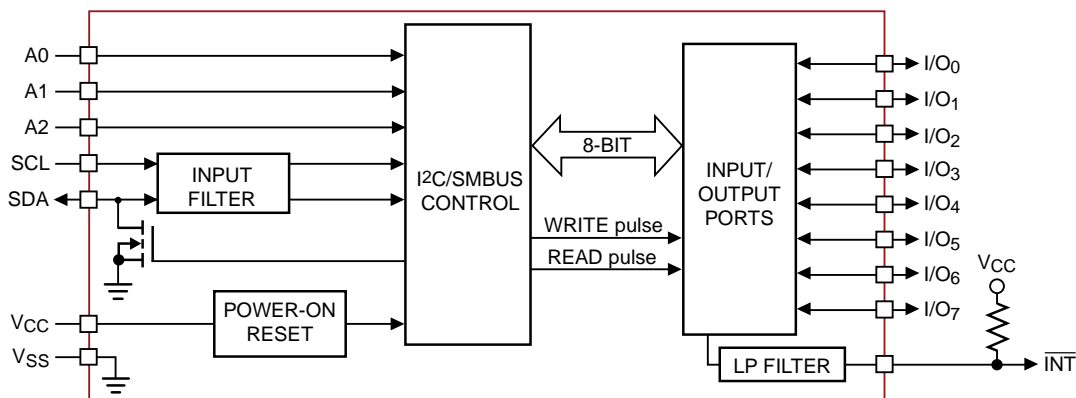 A0
A1
A2
SCL
SDA
VCC
VSS
INPUT
FILTER
POWER-ON
RESET
I²C/SMBUS
CONTROL
8-BIT
WRITE pulse
READ pulse
INPUT/
OUTPUT
PORTS
LP FILTER
I/O0
I/O1
I/O2
I/O3
I/O4
I/O5
I/O6
I/O7
VCC
INT